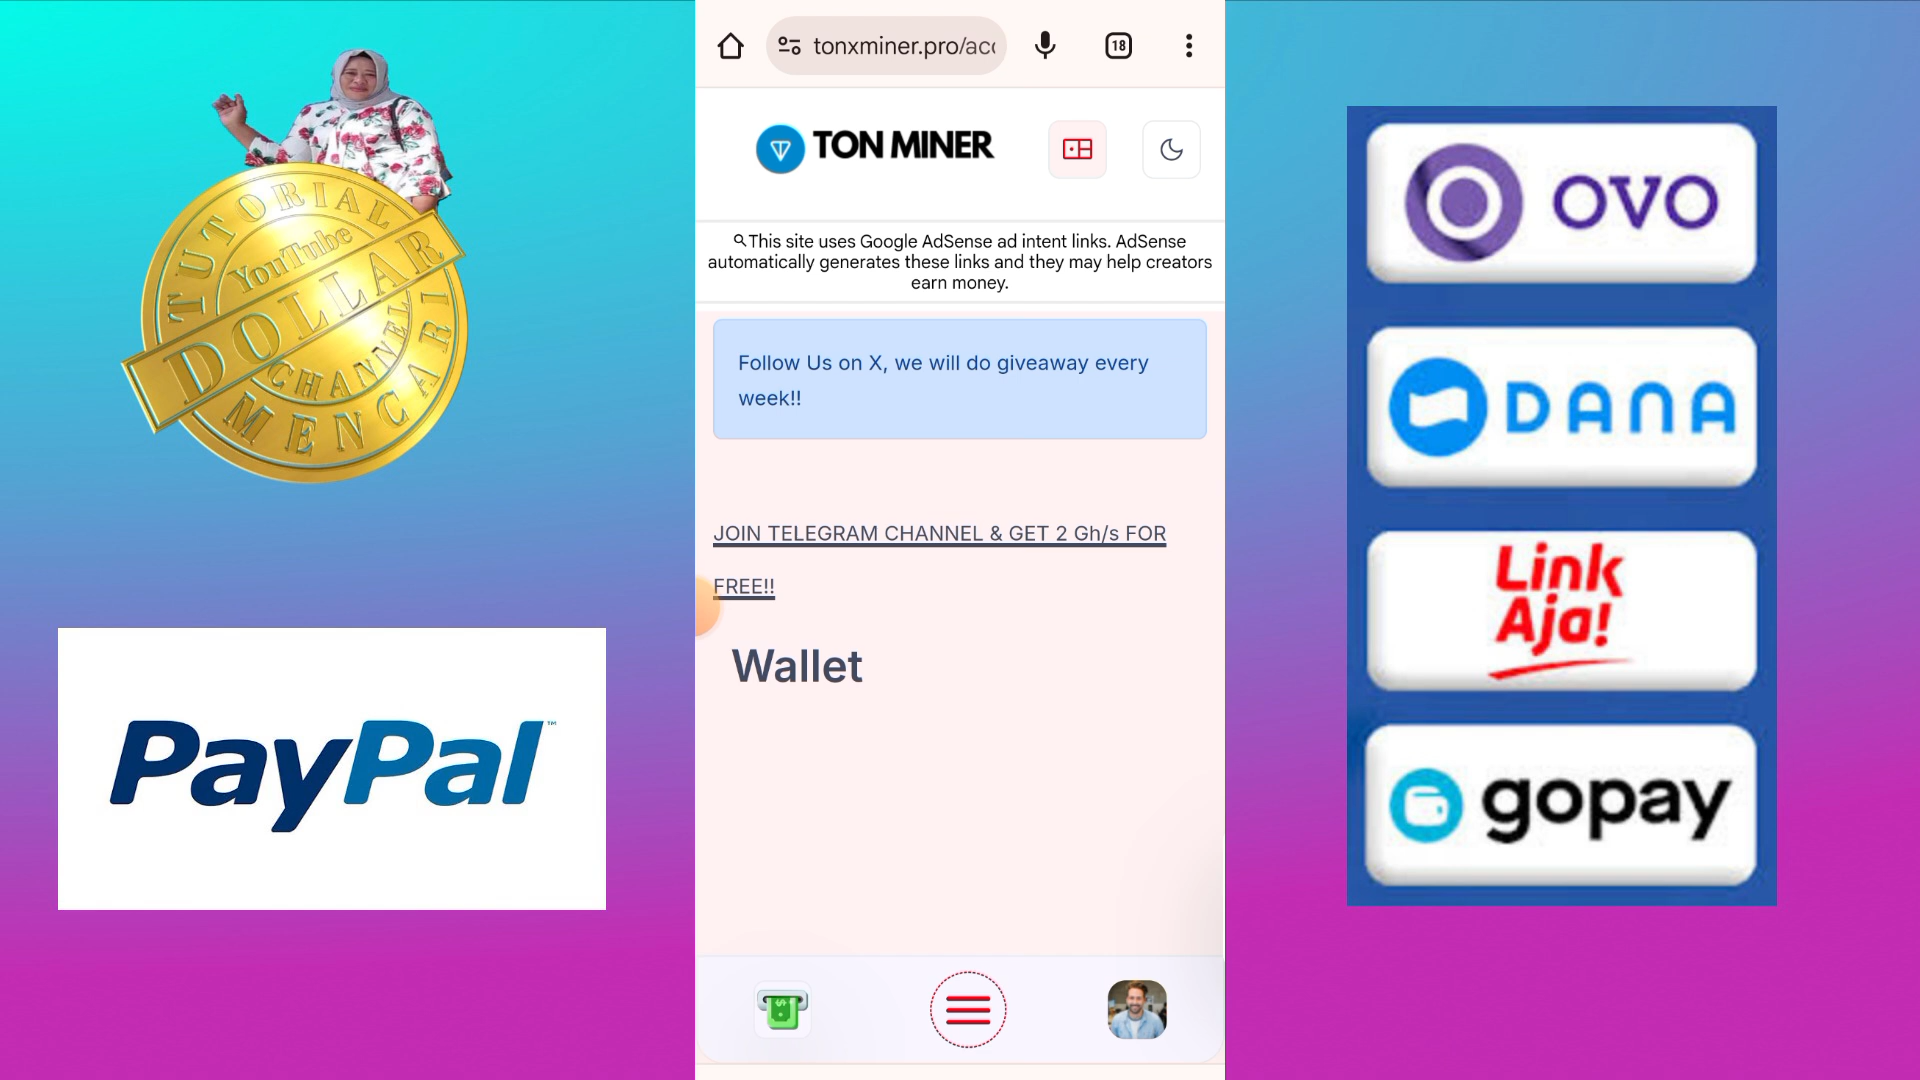 TUTORIAL
YouTube
DOLLAR
CHANNEL
MENCARI
PayPal™
tonxminer.pro/acc
18
TON MINER
This site uses Google AdSense ad intent links. AdSense
automatically generates these links and they may help creators
earn money.
Follow Us on X, we will do giveaway every
week!!
JOIN TELEGRAM CHANNEL & GET 2 Gh/s FOR
FREE!!
Wallet
OVO
DANA
Link
Aja!
gopay